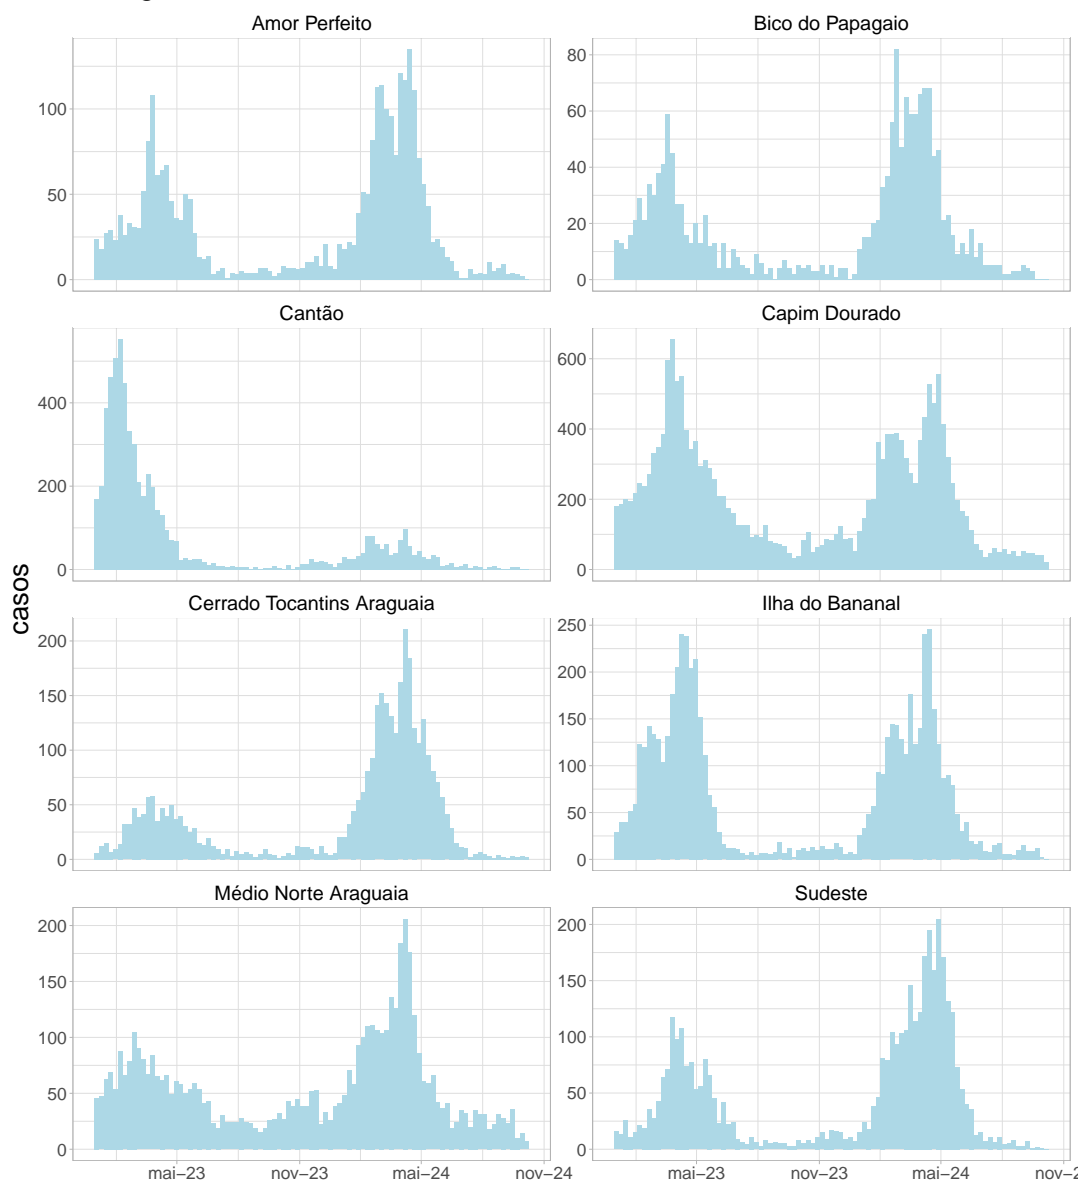 Amor Perfeito
Bico do Papagaio
100
50
0
80
60
40
20
0
Cantão
Capim Dourado
400
200
0
600
400
200
0
casos
Cerrado Tocantins Araguaia
Ilha do Bananal
200
150
100
50
0
250
200
150
100
50
0
Médio Norte Araguaia
Sudeste
200
150
100
50
0
200
150
100
50
0
mai–23
nov–23
mai–24
nov–24
mai–23
nov–23
mai–24
nov–2